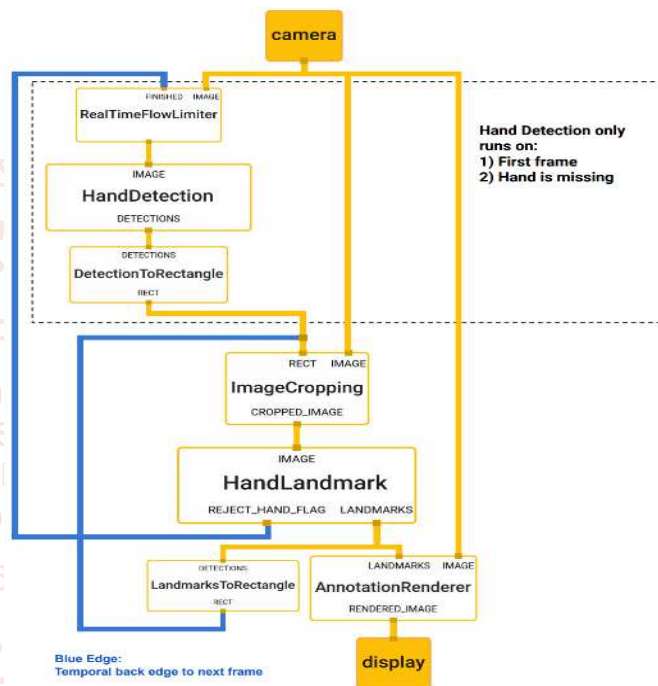 camera
FINISHED IMAGE
RealTimeFlowLimiter
Hand Detection only
runs on:
1) First frame
2) Hand is missing
IMAGE
HandDetection
DETECTIONS
DETECTIONS
DetectionToRectangle
RECT
RECT IMAGE
ImageCropping
CROPPED_IMAGE
IMAGE
HandLandmark
REJECT_HAND_FLAG LANDMARKS
DETECTIONS
LandmarksToRectangle
RECT
LANDMARKS IMAGE
AnnotationRenderer
RENDERED_IMAGE
Blue Edge:
Temporal back edge to next frame
display